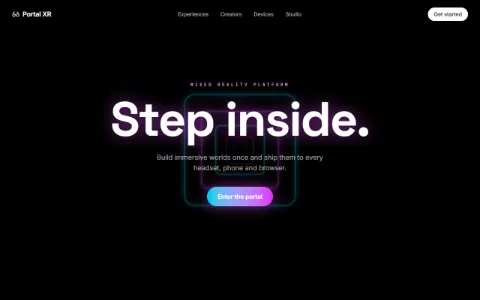 Portal XR
Experiences Creators Devices Studio
Get started
MIXED REALITY PLATFORM
Step inside.
Build immersive worlds once and ship them to every
headset, phone and browser.
Enter the portal